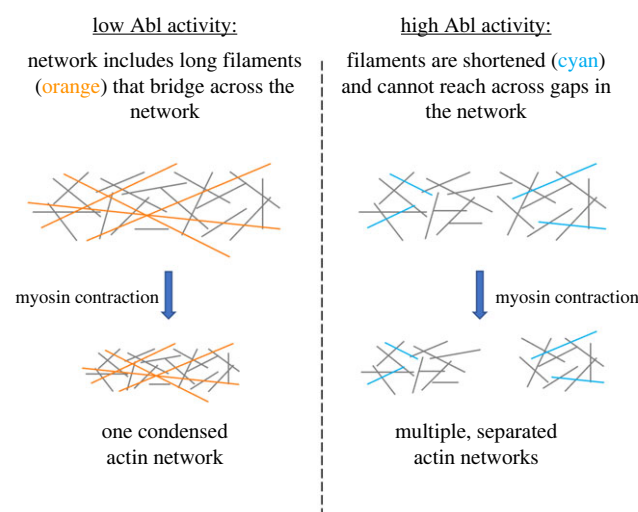 low Abl activity:
network includes long filaments
(orange) that bridge across the
network
myosin contraction
one condensed
actin network
high Abl activity:
filaments are shortened (cyan)
and cannot reach across gaps in
the network
myosin contraction
multiple, separated
actin networks